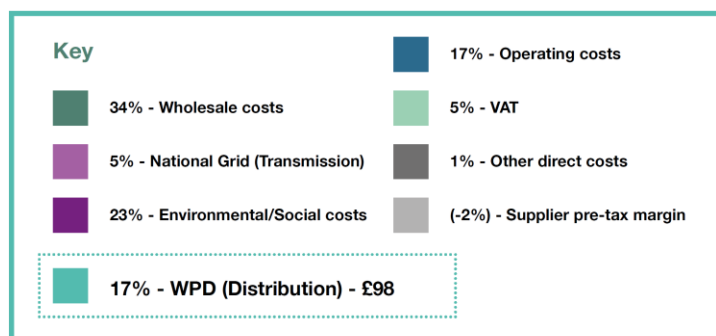 Key
34% - Wholesale costs
5% - National Grid (Transmission)
23% - Environmental/Social costs
17% - WPD (Distribution) - £98
17% - Operating costs
5% - VAT
1% - Other direct costs
(-2%) - Supplier pre-tax margin